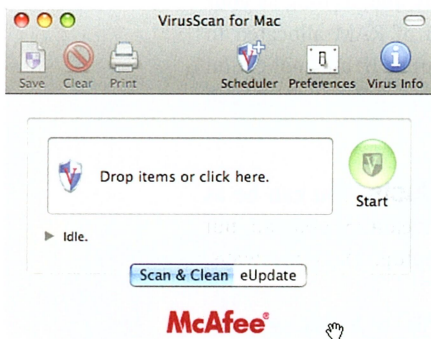 VirusScan for Mac
Save Clear Print Scheduler Preferences Virus Info
Drop items or click here.
Start
Idle.
Scan & Clean eUpdate
McAfee®